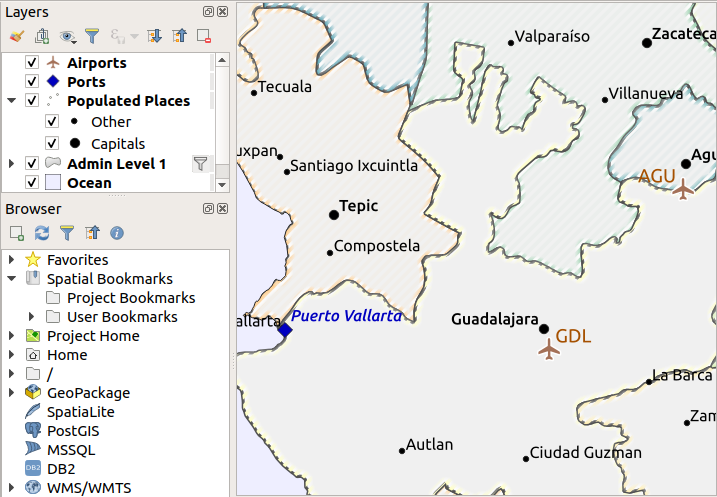 Layers
Airports
Ports
Populated Places
Other
Capitals
Admin Level 1
Ocean
Browser
Favorites
Spatial Bookmarks
Project Bookmarks
User Bookmarks
Project Home
Home
/
GeoPackage
SpatiaLite
PostGIS
MSSQL
DB2
DB2
WMS/WMTS
Valparaíso
Zacateca
Tecuala
Villanueva
uxpan
Santiago Ixcuintla
Agu
AGU
Tepic
Compostela
allarta
Puerto Vallarta
Guadalajara
GDL
La Barca
Zam
Autlan
Ciudad Guzman